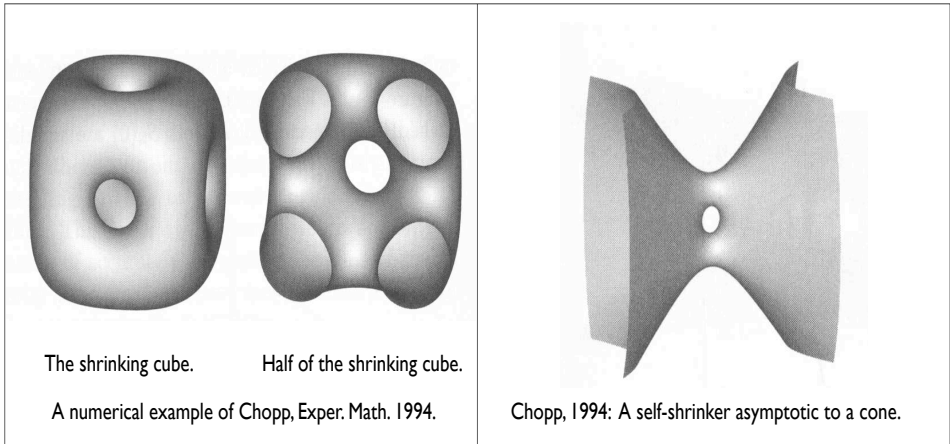 The shrinking cube.
Half of the shrinking cube.
A numerical example of Chopp, Exper. Math. 1994.
Chopp, 1994: A self-shrinker asymptotic to a cone.